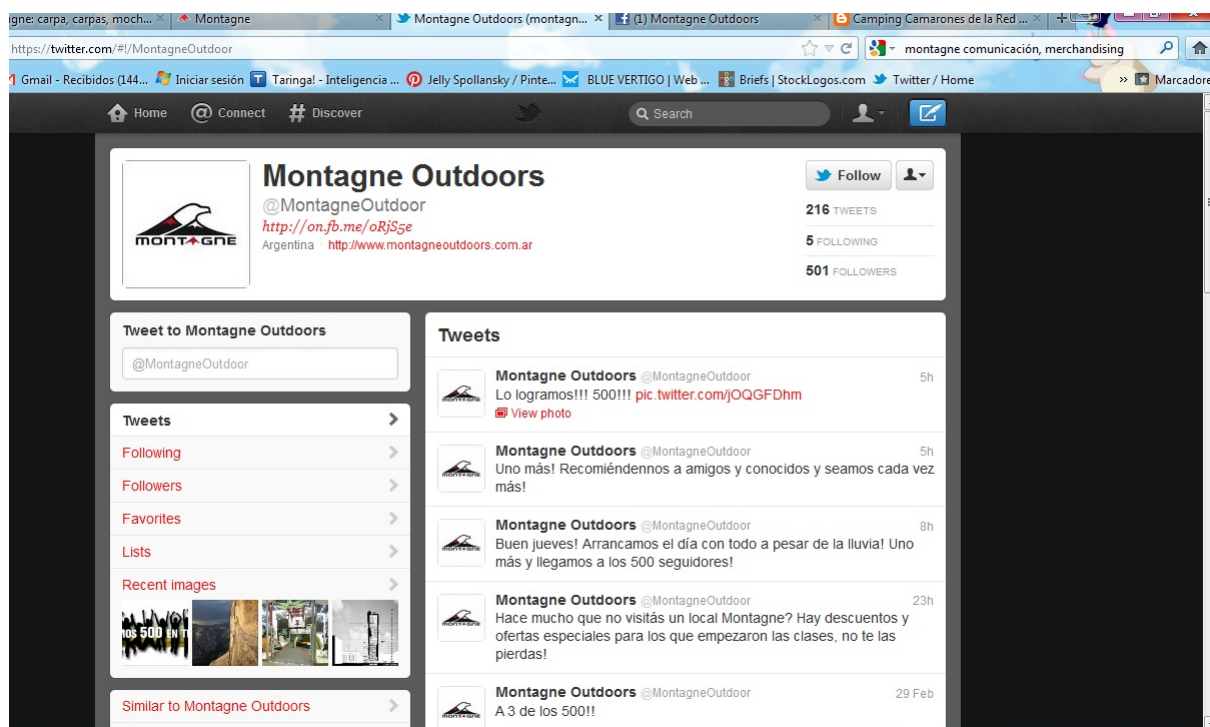 gne: carpa, carpas, moch... × Montagne × Montagne Outdoors (montagn... × (1) Montagne Outdoors × Camping Camarones de la Red ... × +
https://twitter.com/#!/MontagneOutdoor montagne comunicación, merchandising
Gmail - Recibidos (144... Iniciar sesión Taringa! - Inteligencia ... Jelly Spollansky / Pinte... BLUE VERTIGO | Web ... Briefs | StockLogos.com Twitter / Home » Marcadore
Home @ Connect # Discover Search
Montagne Outdoors
@MontagneOutdoor
http://on.fb.me/oRjS5e
Argentina · http://www.montagneoutdoors.com.ar
MONTAGNE
Follow
216 TWEETS
5 FOLLOWING
501 FOLLOWERS
Tweet to Montagne Outdoors
@MontagneOutdoor
Tweets
Following
Followers
Favorites
Lists
Recent images
OS 500 EN T
Similar to Montagne Outdoors
Tweets
Montagne Outdoors @MontagneOutdoor 5h
Lo logramos!!! 500!!! pic.twitter.com/jOQGFDhm
View photo
Montagne Outdoors @MontagneOutdoor 5h
Uno más! Recomiéndennos a amigos y conocidos y seamos cada vez
más!
Montagne Outdoors @MontagneOutdoor 8h
Buen jueves! Arrancamos el día con todo a pesar de la lluvia! Uno
más y llegamos a los 500 seguidores!
Montagne Outdoors @MontagneOutdoor 23h
Hace mucho que no visitás un local Montagne? Hay descuentos y
ofertas especiales para los que empezaron las clases, no te las
pierdas!
Montagne Outdoors @MontagneOutdoor 29 Feb
A 3 de los 500!!